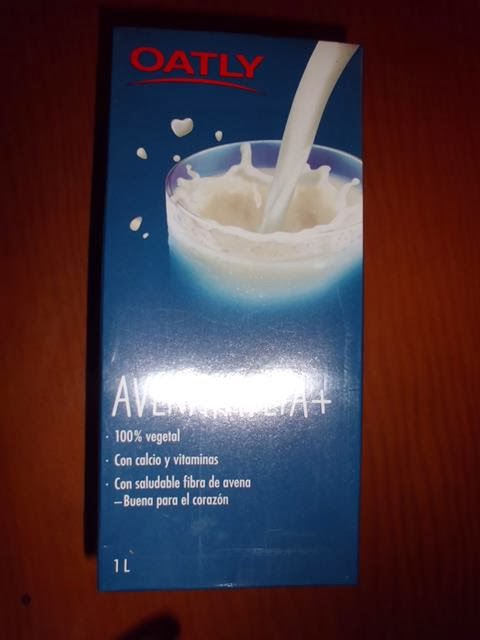 OATLY
· 100% vegetal
· Con calcio y vitaminas
· Con saludable fibra de avena
–Buena para el corazón
1 L